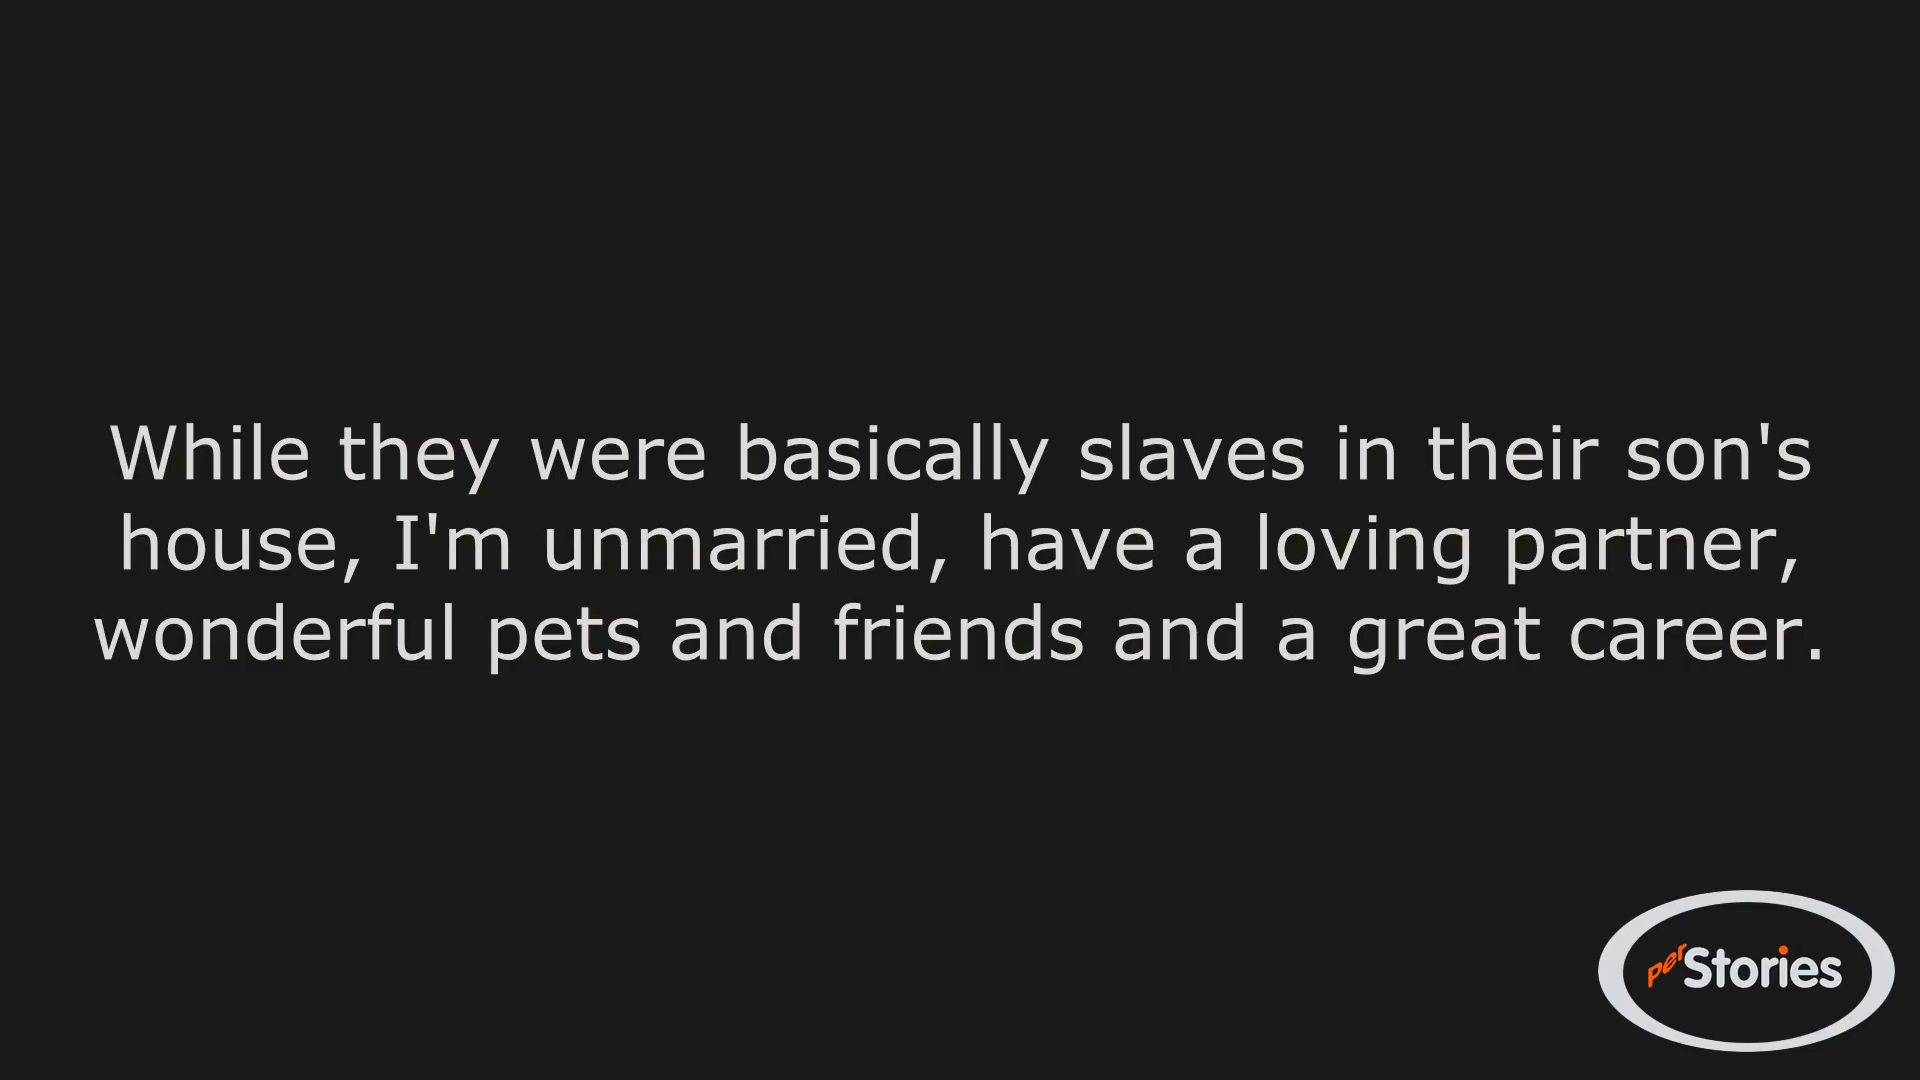 While they were basically slaves in their son's
house, I'm unmarried, have a loving partner,
wonderful pets and friends and a great career.
perStories